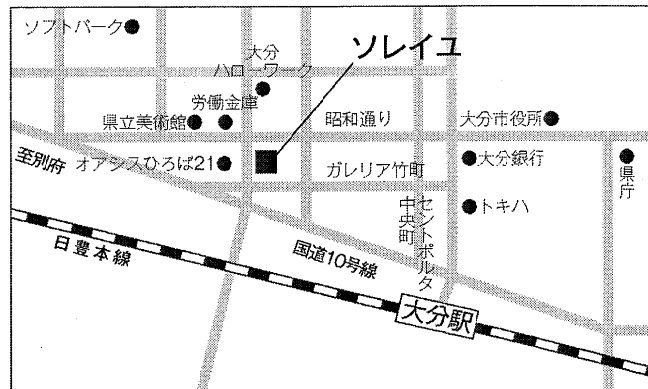 ソフトパーク
大分
ハローワーク
ソレイユ
労働金庫
県立美術館
昭和通り
大分市役所
至別府
オアシスひろば21
ガレリア竹町
大分銀行
県庁
トキハ
セントポルタ
中央町
日豊本線
国道10号線
大分駅